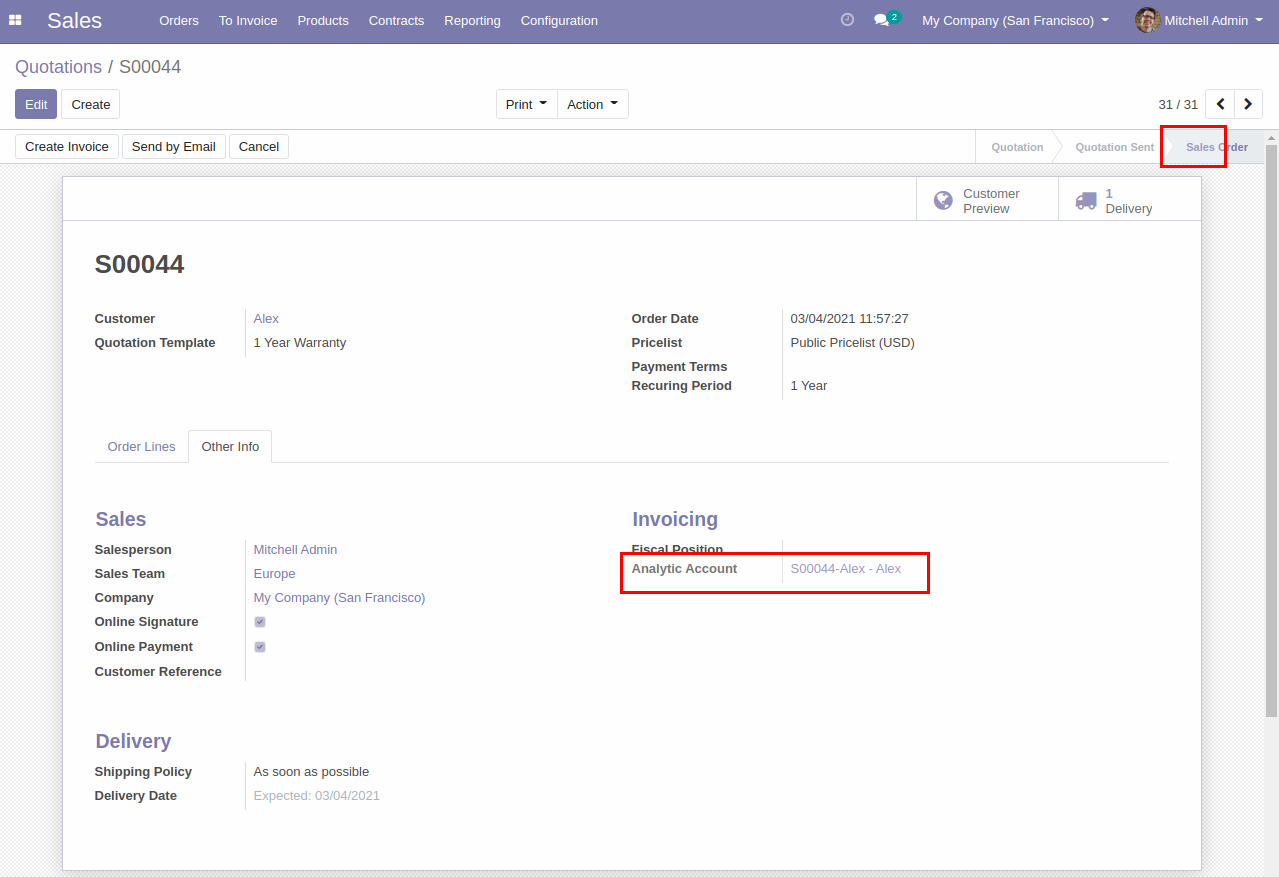 Sales Orders To Invoice Products Contracts Reporting Configuration 2 My Company (San Francisco) Mitchell Admin
Quotations / S00044
Edit Create Print Action 31 / 31
Create Invoice Send by Email Cancel Quotation Quotation Sent Sales Order
Customer Preview
1 Delivery
S00044
Customer Alex
Quotation Template 1 Year Warranty
Order Date 03/04/2021 11:57:27
Pricelist Public Pricelist (USD)
Payment Terms
Recuring Period 1 Year
Order Lines Other Info
Sales
Salesperson Mitchell Admin
Sales Team Europe
Company My Company (San Francisco)
Online Signature
Online Payment
Customer Reference
Invoicing
Fiscal Position
Analytic Account S00044-Alex - Alex
Delivery
Shipping Policy As soon as possible
Delivery Date Expected: 03/04/2021